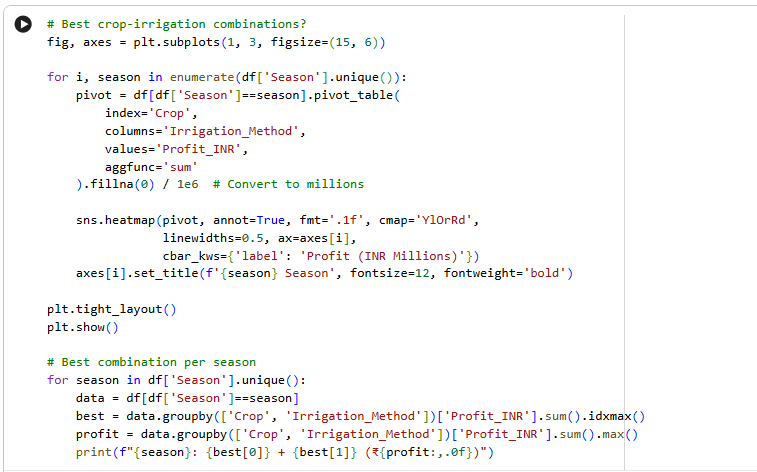 # Best crop-irrigation combinations?
fig, axes = plt.subplots(1, 3, figsize=(15, 6))

for i, season in enumerate(df['Season'].unique()):
    pivot = df[df['Season']==season].pivot_table(
        index='Crop',
        columns='Irrigation_Method',
        values='Profit_INR',
        aggfunc='sum'
    ).fillna(0) / 1e6  # Convert to millions

    sns.heatmap(pivot, annot=True, fmt='.1f', cmap='YlOrRd',
                linewidths=0.5, ax=axes[i],
                cbar_kws={'label': 'Profit (INR Millions)'})
    axes[i].set_title(f'{season} Season', fontsize=12, fontweight='bold')

plt.tight_layout()
plt.show()

# Best combination per season
for season in df['Season'].unique():
    data = df[df['Season']==season]
    best = data.groupby(['Crop', 'Irrigation_Method'])['Profit_INR'].sum().idxmax()
    profit = data.groupby(['Crop', 'Irrigation_Method'])['Profit_INR'].sum().max()
    print(f"{season}: {best[0]} + {best[1]} (₹{profit:,.0f})")